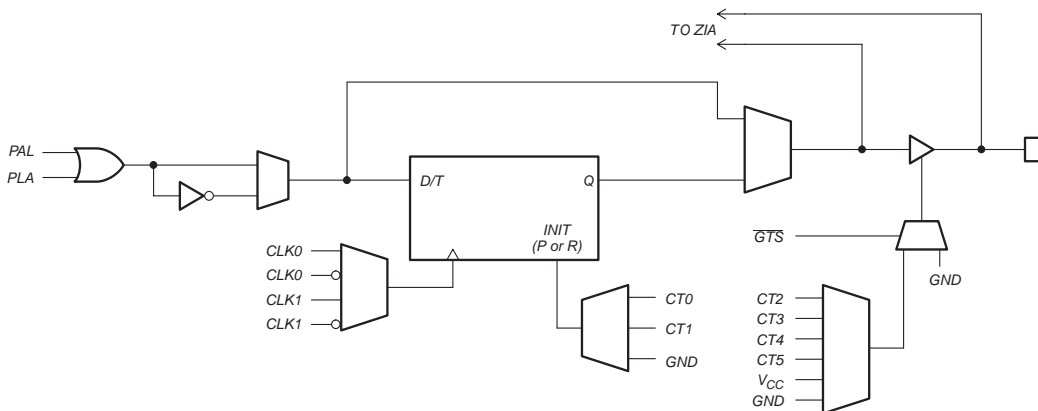 TO ZIA
PAL
PLA
D/T
Q
INIT
(P or R)
CLK0
CLK0
CLK1
CLK1
CT0
CT1
GND
GTS
GND
CT2
CT3
CT4
CT5
VCC
GND